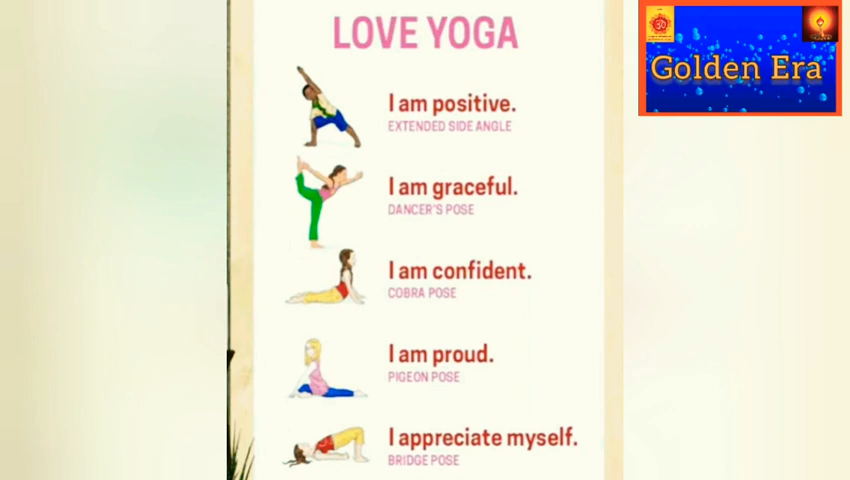 LOVE YOGA
Golden Era
I am positive.
EXTENDED SIDE ANGLE
I am graceful.
DANCER'S POSE
I am confident.
COBRA POSE
I am proud.
PIGEON POSE
I appreciate myself.
BRIDGE POSE